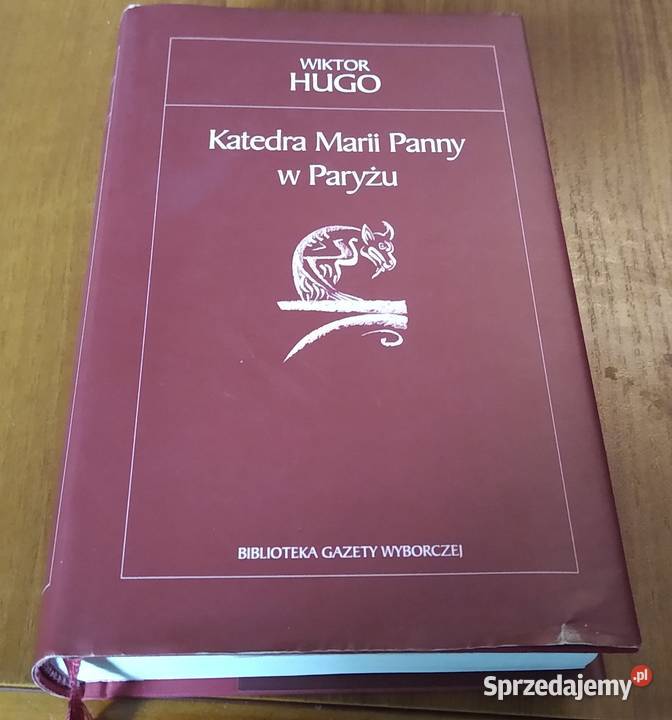 WIKTOR
HUGO
Katedra Marii Panny
w Paryżu
BIBLIOTEKA GAZETY WYBORCZEJ
Sprzedajemy.pl